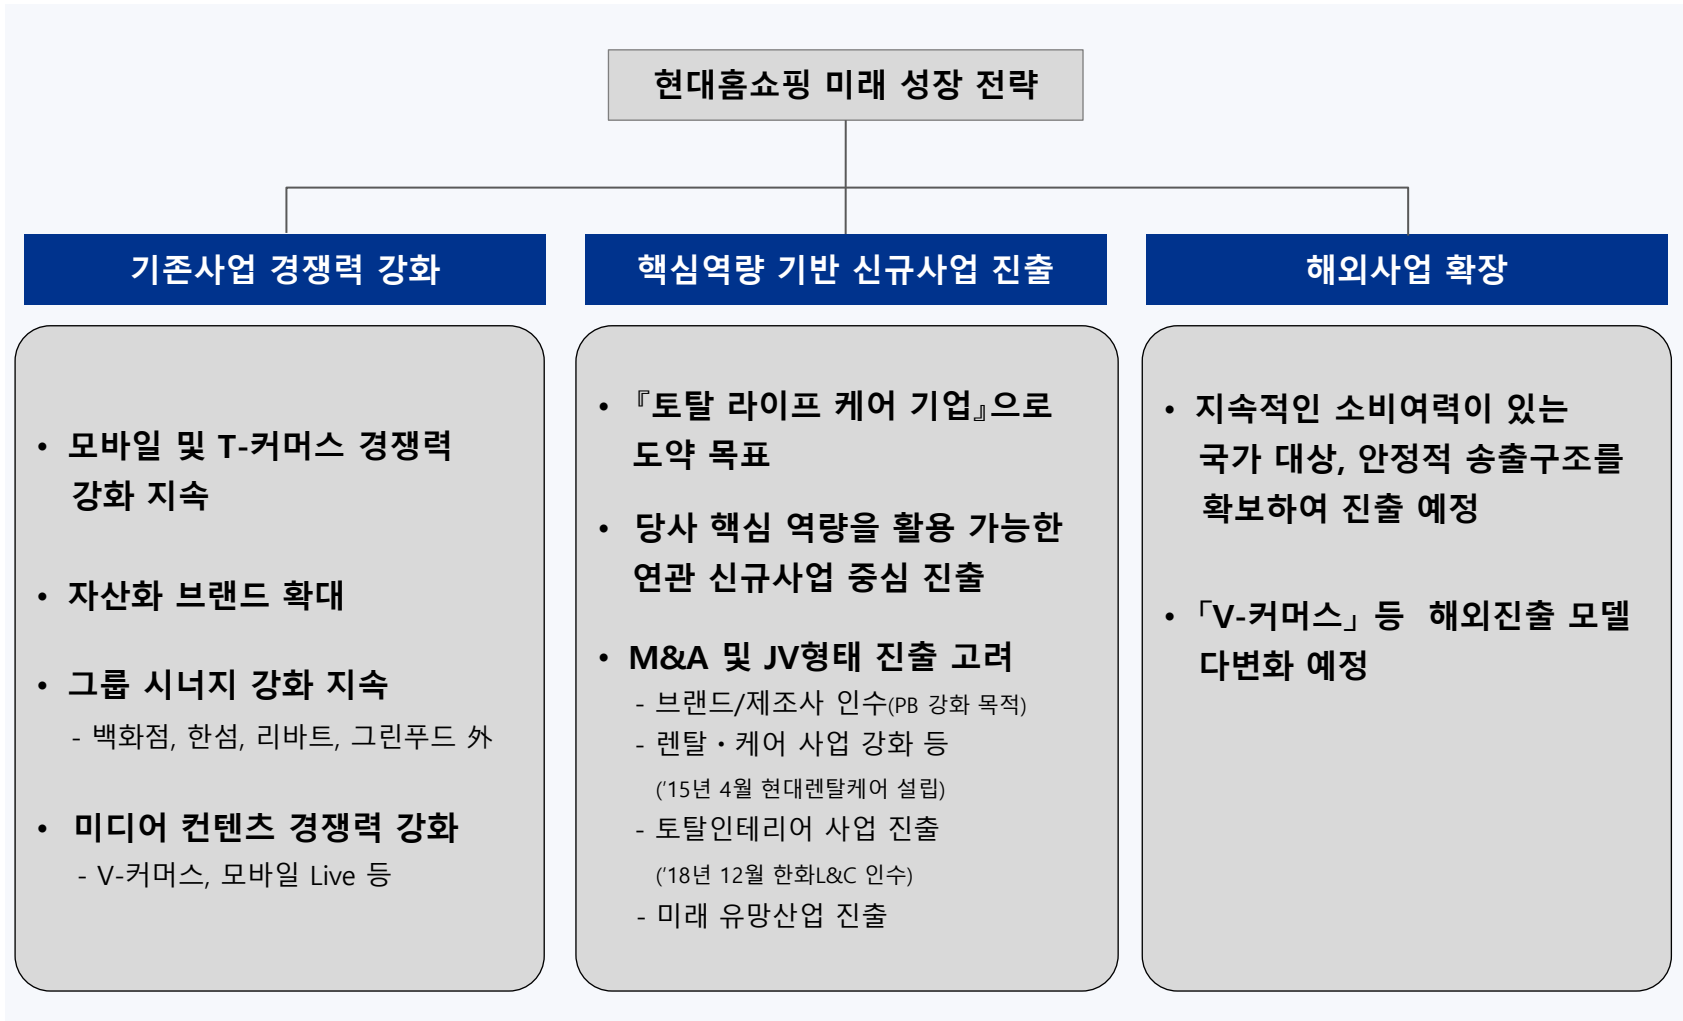 현대홈쇼핑 미래 성장 전략
기존사업 경쟁력 강화
• 모바일 및 T-커머스 경쟁력
강화 지속
• 자산화 브랜드 확대
• 그룹 시너지 강화 지속
- 백화점, 한섬, 리바트, 그린푸드 外
• 미디어 컨텐츠 경쟁력 강화
- V-커머스, 모바일 Live 등
핵심역량 기반 신규사업 진출
• 『토탈 라이프 케어 기업』으로
도약 목표
• 당사 핵심 역량을 활용 가능한
연관 신규사업 중심 진출
• M&A 및 JV형태 진출 고려
- 브랜드/제조사 인수(PB 강화 목적)
- 렌탈・케어 사업 강화 등
('15년 4월 현대렌탈케어 설립)
- 토탈인테리어 사업 진출
('18년 12월 한화L&C 인수)
- 미래 유망산업 진출
해외사업 확장
• 지속적인 소비여력이 있는
국가 대상, 안정적 송출구조를
확보하여 진출 예정
• 「V-커머스」 등 해외진출 모델
다변화 예정